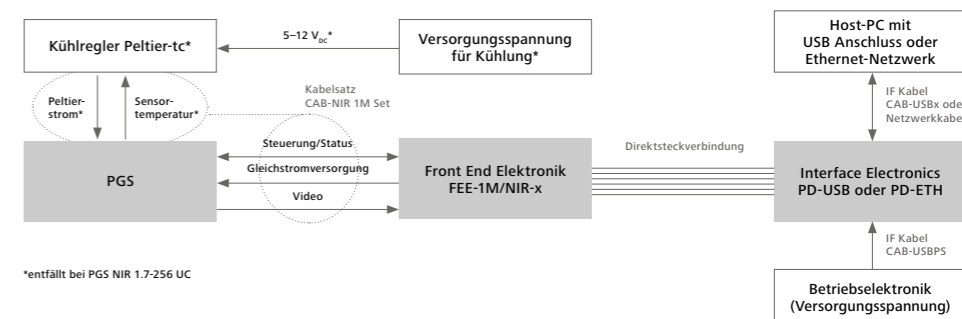 Kühlregler Peltier-tc*
5–12 VDC*
Versorgungsspannung
für Kühlung*
Host-PC mit
USB Anschluss oder
Ethernet-Netzwerk
Peltier-
strom*
Sensor-
temperatur*
Kabelsatz
CAB-NIR 1M Set
IF Kabel
CAB-USBx ode
Netzwerkkabe
PGS
Steuerung/Status
Gleichstromversorgung
Video
Front End Elektronik
FEE-1M/NIR-x
Direktsteckverbindung
Interface Electronics
PD-USB oder PD-ETH
IF Kabel
CAB-USBPS
*entfällt bei PGS NIR 1.7-256 UC
Betriebselektronik
(Versorgungsspannung)